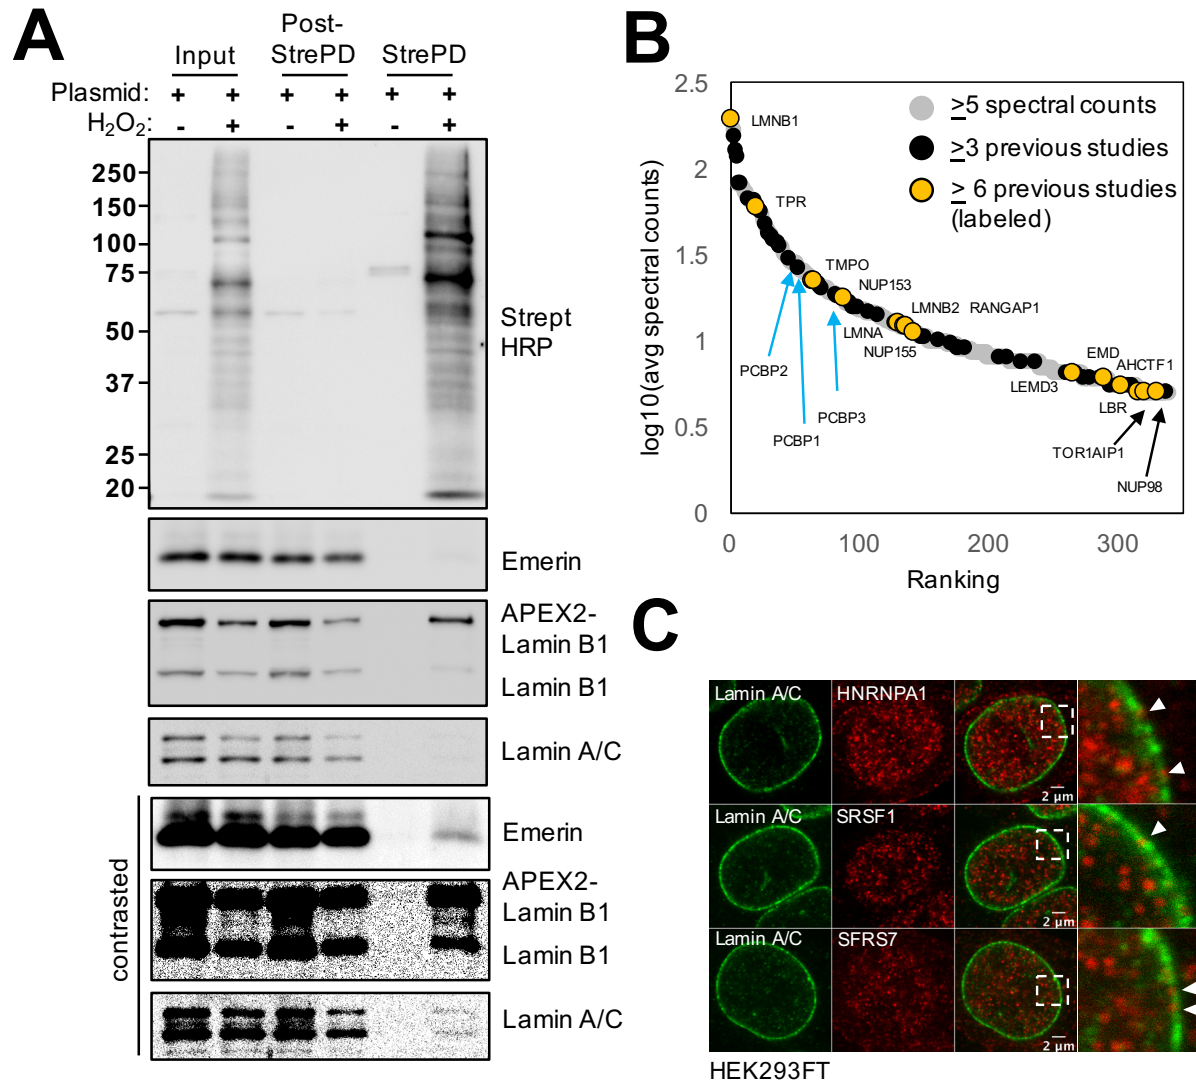 A
Input
Post-
StrePD
StrePD
Plasmid: + + + + + +
H2O2: - + - + - +
250
150
100
75
50
37
25
20
Strept
HRP
Emerin
APEX2-
Lamin B1
Lamin B1
Lamin A/C
contrasted
Emerin
APEX2-
Lamin B1
Lamin B1
Lamin A/C
B
log10(avg spectral counts)
2.5
2
1.5
1
0.5
0
0 100 200 300
Ranking
≥5 spectral counts
≥3 previous studies
≥ 6 previous studies
(labeled)
LMNB1
TPR
TMPO
NUP153
LMNB2 RANGAP1
LMNA
NUP155
PCBP2
PCBP3
PCBP1
EMD
AHCTF1
LEMD3
LBR
TOR1AIP1
NUP98
C
Lamin A/C HNRNPA1
2 µm
Lamin A/C SRSF1
2 µm
Lamin A/C SFRS7
2 µm
HEK293FT